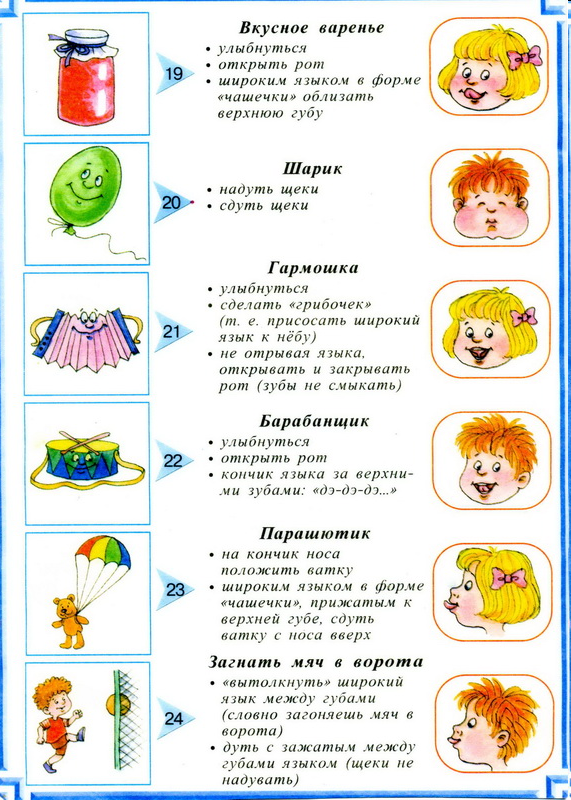 Вкусное варенье
• улыбнуться
• открыть рот
19
• широким языком в форме
«чашечки» облизать
верхнюю губу
Шарик
• надуть щеки
20
• сдуть щеки
Гармошка
• улыбнуться
• сделать «грибочек»
(т. е. присосать широкий
21
язык к нёбу)
• не отрывая языка,
открывать и закрывать
рот (зубы не смыкать)
Барабанщик
• улыбнуться
• открыть рот
22
• кончик языка за верхни-
ми зубами: «дэ-дэ-дэ...»
Парашютик
• на кончик носа
положить ватку
23
• широким языком в форме
«чашечки», прижатым к
верхней губе, сдуть
ватку с носа вверх
Загнать мяч в ворота
• «вытолкнуть» широкий
язык между губами
24
(словно загоняешь мяч в
ворота)
• дуть с зажатым между
губами языком (щеки не
надувать)